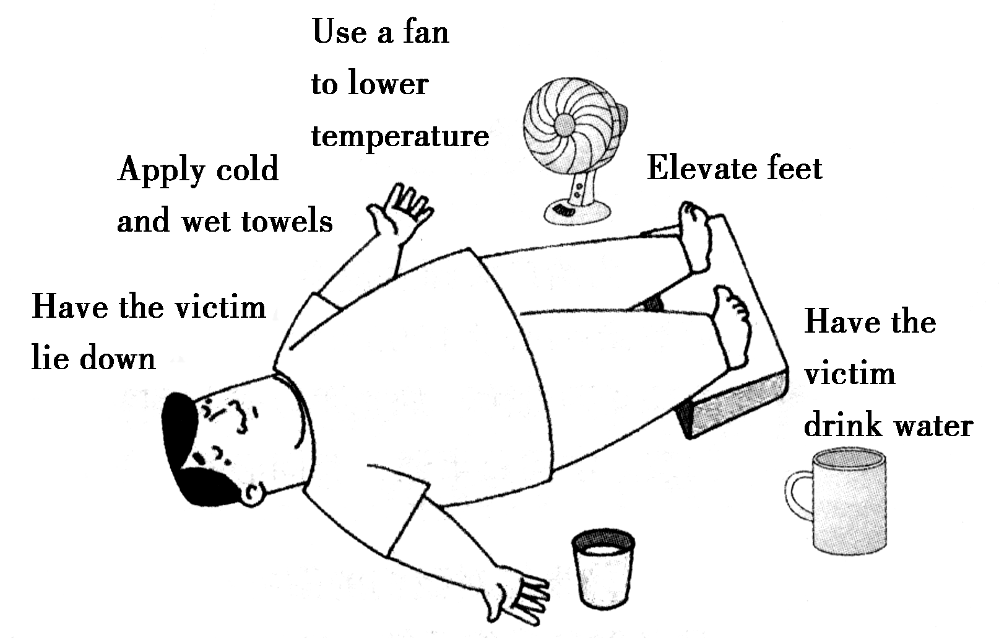 Use a fan
to lower
temperature
Apply cold
and wet towels
Elevate feet
Have the victim
lie down
Have the
victim
drink water